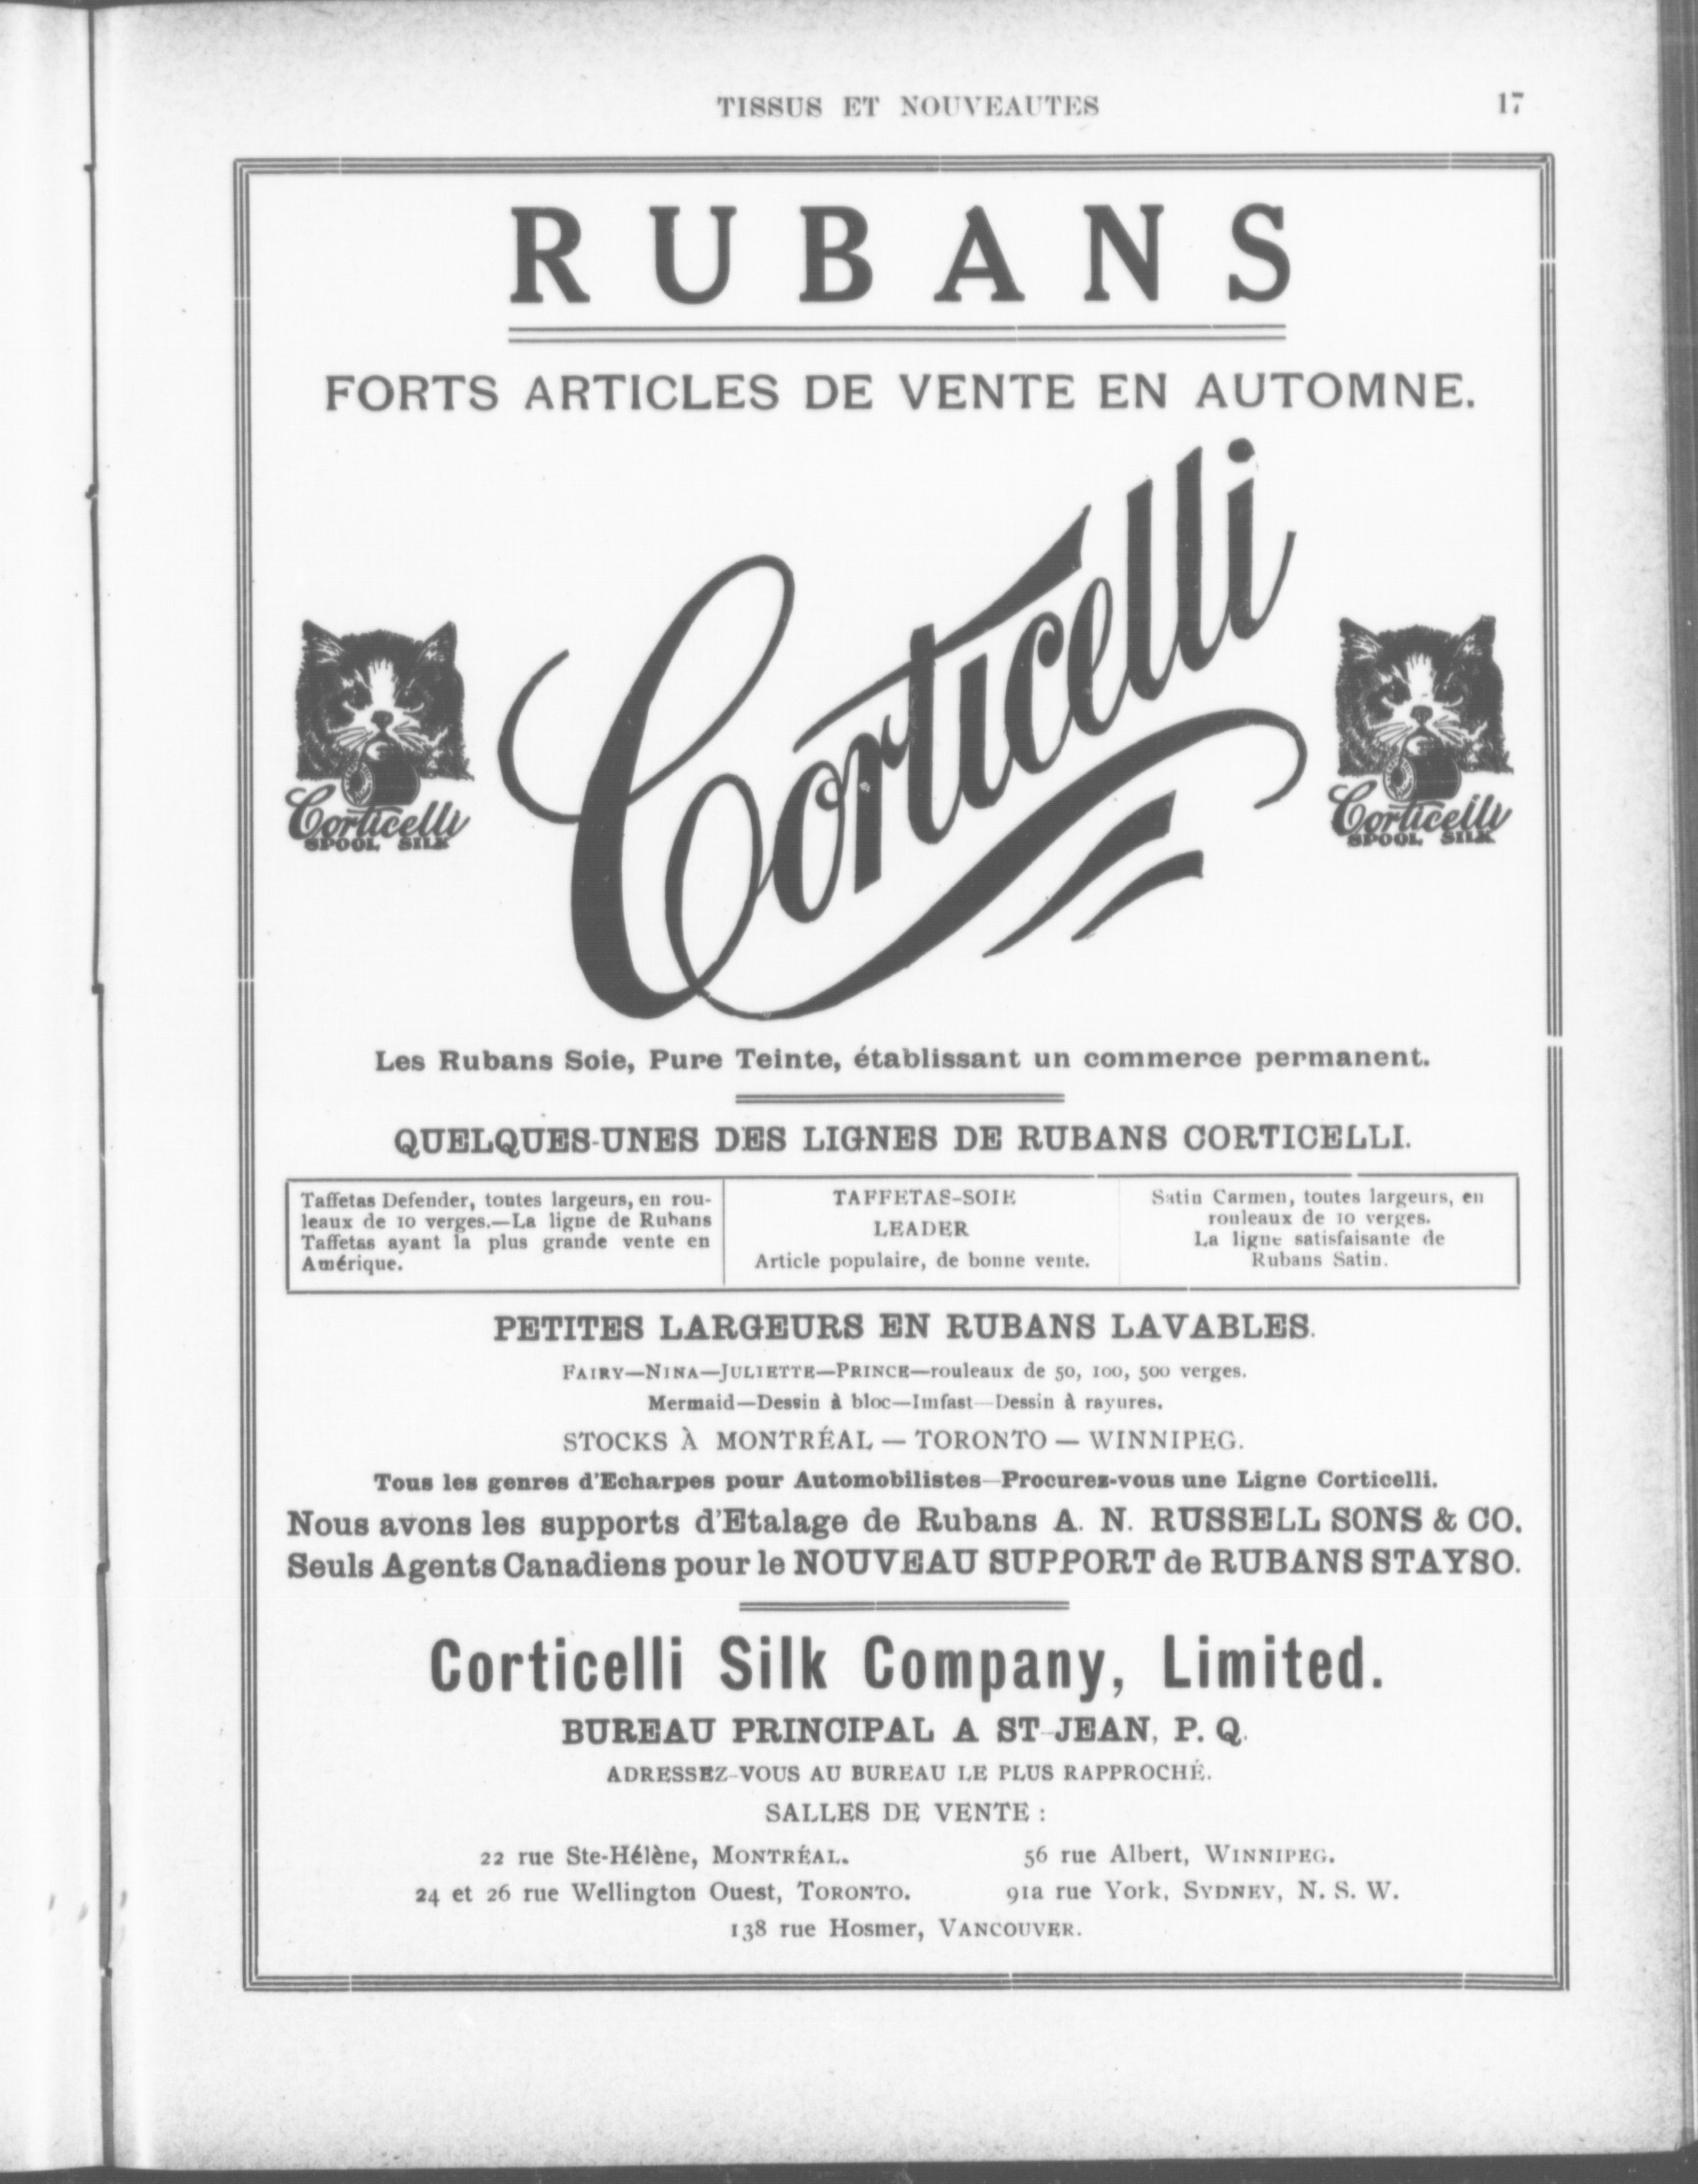 TISSUS ET NOUVEAUTES 17
RUBANS
FORTS ARTICLES DE VENTE EN AUTOMNE.
Corticelli
Corticelli
SPOOL SILK
Corticelli
SPOOL SILK
Les Rubans Soie, Pure Teinte, établissant un commerce permanent.
QUELQUES-UNES DES LIGNES DE RUBANS CORTICELLI.
Taffetas Defender, toutes largeurs, en rou-
leaux de 10 verges.—La ligne de Rubans
Taffetas ayant la plus grande vente en
Amérique.
TAFFETAS-SOIE
LEADER
Article populaire, de bonne vente.
Satin Carmen, toutes largeurs, en
rouleaux de 10 verges.
La ligne satisfaisante de
Rubans Satin.
PETITES LARGEURS EN RUBANS LAVABLES.
FAIRY—NINA—JULIETTE—PRINCE—rouleaux de 50, 100, 500 verges.
Mermaid—Dessin à bloc—Imfast—Dessin à rayures.
STOCKS À MONTRÉAL — TORONTO — WINNIPEG.
Tous les genres d'Echarpes pour Automobilistes—Procurez-vous une Ligne Corticelli.
Nous avons les supports d'Etalage de Rubans A. N. RUSSELL SONS & CO.
Seuls Agents Canadiens pour le NOUVEAU SUPPORT de RUBANS STAYSO.
Corticelli Silk Company, Limited.
BUREAU PRINCIPAL A ST-JEAN, P. Q.
ADRESSEZ-VOUS AU BUREAU LE PLUS RAPPROCHÉ.
SALLES DE VENTE :
22 rue Ste-Hélène, MONTRÉAL. 56 rue Albert, WINNIPEG.
24 et 26 rue Wellington Ouest, TORONTO. 91a rue York, SYDNEY, N. S. W.
138 rue Hosmer, VANCOUVER.